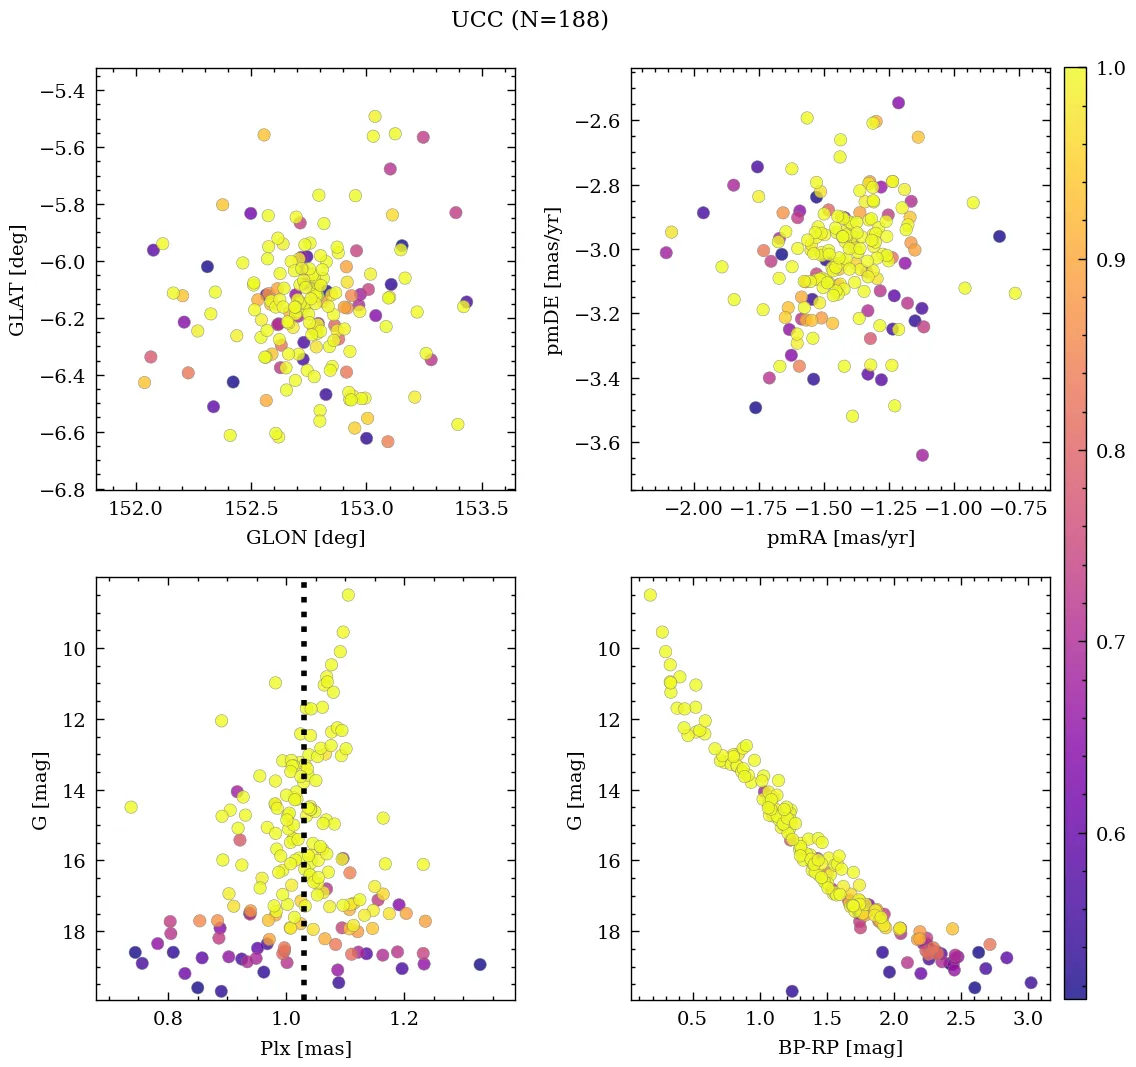 UCC (N=188)
−5.4
−5.6
−5.8
−6.0
−6.2
−6.4
−6.6
−6.8
GLAT [deg]
152.0 152.5 153.0 153.5
GLON [deg]
−2.6
−2.8
−3.0
−3.2
−3.4
−3.6
pmDE [mas/yr]
−2.00 −1.75 −1.50 −1.25 −1.00 −0.75
pmRA [mas/yr]
1.0
0.9
0.8
0.7
0.6
10
12
14
16
18
G [mag]
0.8 1.0 1.2
Plx [mas]
10
12
14
16
18
G [mag]
0.5 1.0 1.5 2.0 2.5 3.0
BP-RP [mag]